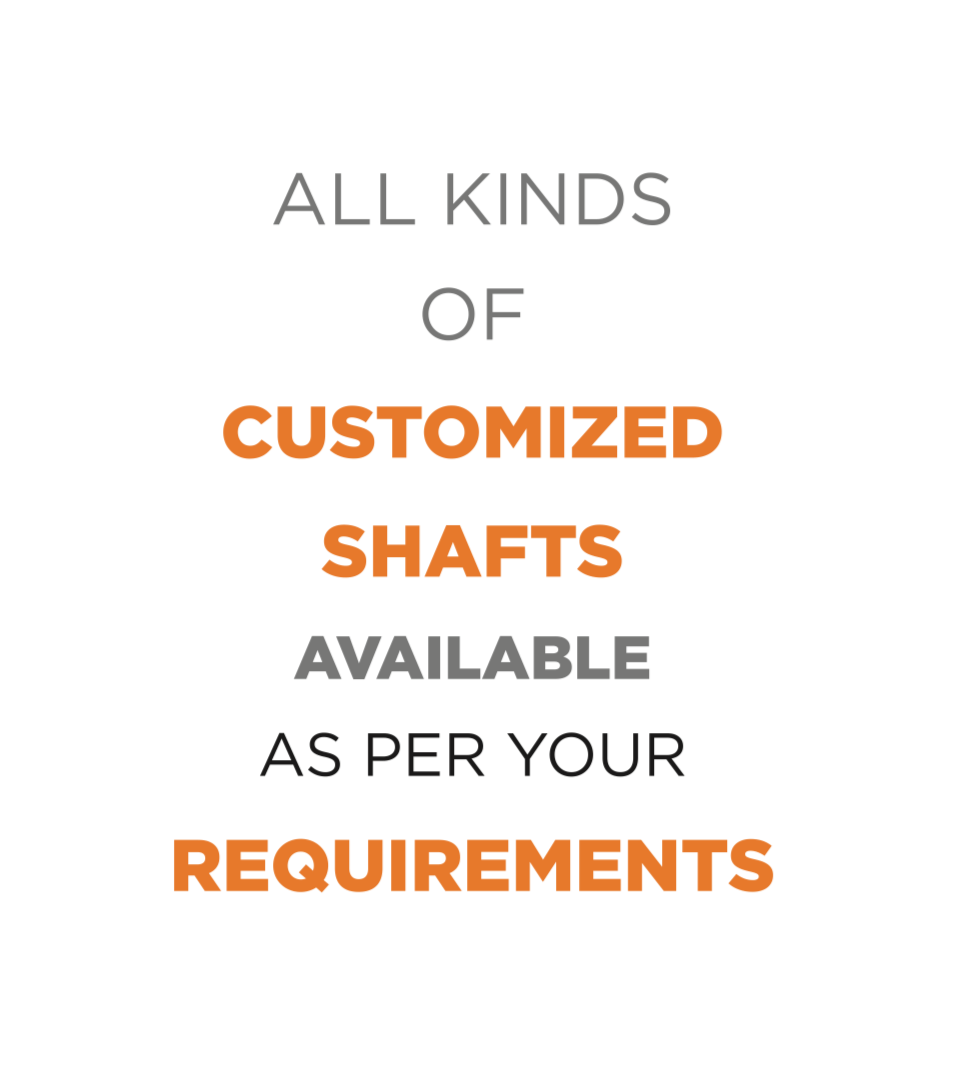 ALL KINDS
OF
CUSTOMIZED
SHAFTS
AVAILABLE
AS PER YOUR
REQUIREMENTS